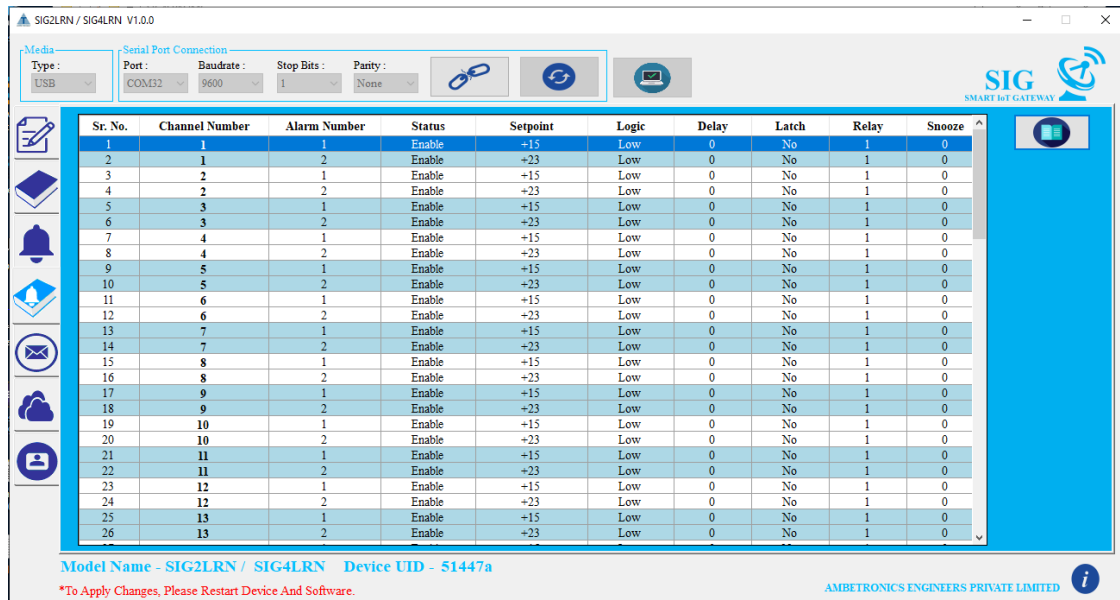 SIG2LRN / SIG4LRN V1.0.0
Media
Serial Port Connection
Type : Port : Baudrate : Stop Bits : Parity :
USB COM32 9600 1 None
SIG
SMART IoT GATEWAY
Sr. No. Channel Number Alarm Number Status Setpoint Logic Delay Latch Relay Snooze
1 1 1 Enable +15 Low 0 No 1 0
2 1 2 Enable +23 Low 0 No 1 0
3 2 1 Enable +15 Low 0 No 1 0
4 2 2 Enable +23 Low 0 No 1 0
5 3 1 Enable +15 Low 0 No 1 0
6 3 2 Enable +23 Low 0 No 1 0
7 4 1 Enable +15 Low 0 No 1 0
8 4 2 Enable +23 Low 0 No 1 0
9 5 1 Enable +15 Low 0 No 1 0
10 5 2 Enable +23 Low 0 No 1 0
11 6 1 Enable +15 Low 0 No 1 0
12 6 2 Enable +23 Low 0 No 1 0
13 7 1 Enable +15 Low 0 No 1 0
14 7 2 Enable +23 Low 0 No 1 0
15 8 1 Enable +15 Low 0 No 1 0
16 8 2 Enable +23 Low 0 No 1 0
17 9 1 Enable +15 Low 0 No 1 0
18 9 2 Enable +23 Low 0 No 1 0
19 10 1 Enable +15 Low 0 No 1 0
20 10 2 Enable +23 Low 0 No 1 0
21 11 1 Enable +15 Low 0 No 1 0
22 11 2 Enable +23 Low 0 No 1 0
23 12 1 Enable +15 Low 0 No 1 0
24 12 2 Enable +23 Low 0 No 1 0
25 13 1 Enable +15 Low 0 No 1 0
26 13 2 Enable +23 Low 0 No 1 0
Model Name - SIG2LRN / SIG4LRN Device UID - 51447a
*To Apply Changes, Please Restart Device And Software.
AMBETRONICS ENGINEERS PRIVATE LIMITED
i